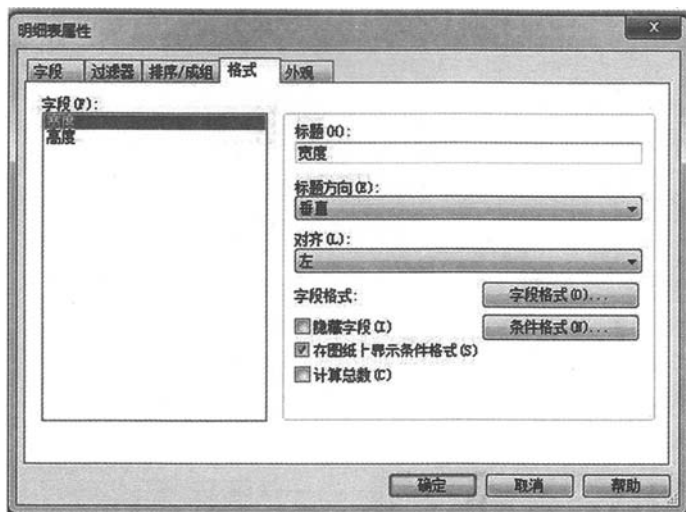 明细表属性
X
字段 过滤器 排序/成组 格式 外观
字段(F):
宽度
高度
标题(H):
宽度
标题方向(E):
垂直
对齐(L):
左
字段格式: 字段格式(O)...
隐藏字段(I) 条件格式(N)...
在图纸上显示条件格式(S)
计算总数(C)
确定 取消 帮助